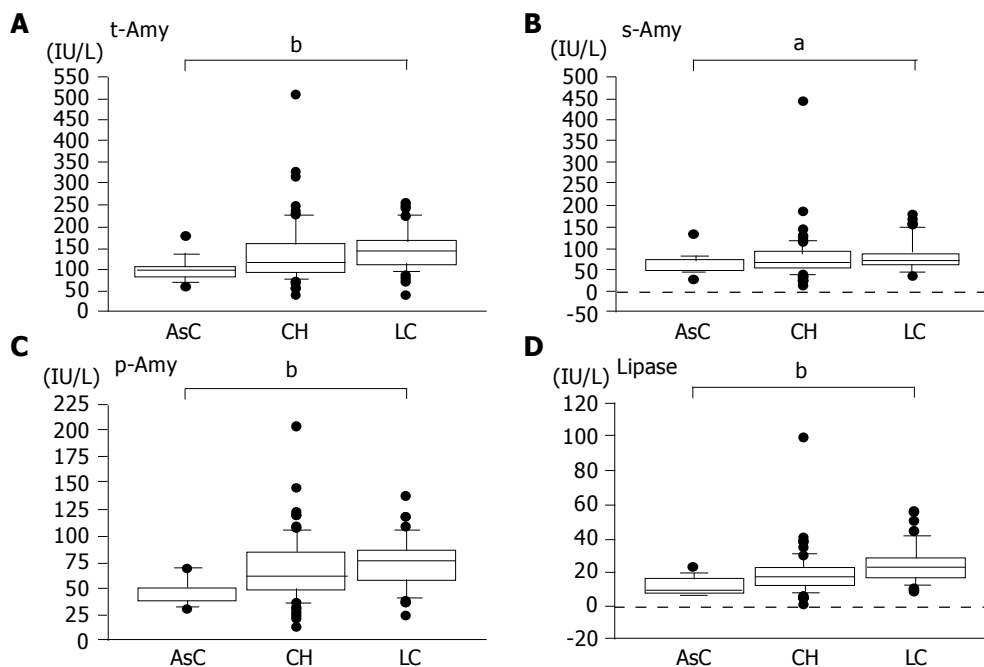 A
t-Amy
(IU/L)
b
550
500
450
400
350
300
250
200
150
100
50
0
AsC CH LC
B
(IU/L) s-Amy
a
550
500
450
400
350
300
250
200
150
100
50
0
-50
AsC CH LC
C
p-Amy
(IU/L)
b
225
200
175
150
125
100
75
50
25
0
AsC CH LC
D
(IU/L) Lipase
b
120
100
80
60
40
20
0
-20
AsC CH LC